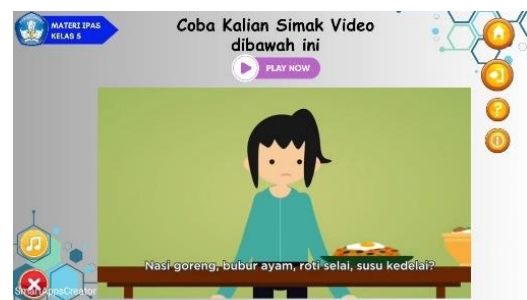 MATERI IPAS
KELAS 5
Coba Kalian Simak Video
dibawah ini
PLAY NOW
Nasi goreng, bubur ayam, roti selai, susu kedelai?
SmartAppsCreator